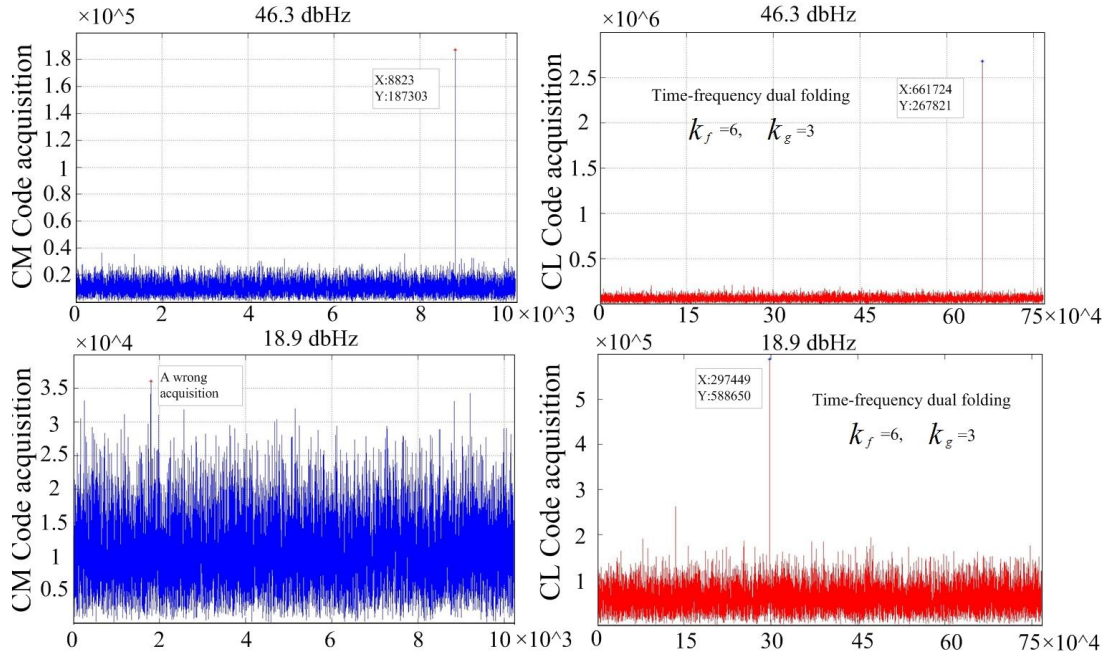 ×10^5
46.3 dbHz
CM Code acquisition
1.8
1.6
1.4
1.2
1
0.8
0.6
0.4
0.2
X:8823
Y:187303
0 2 4 6 8 10 ×10^3
×10^6
46.3 dbHz
CL Code acquisition
2.5
2
1.5
1
0.5
Time-frequency dual folding
k_f =6, k_g =3
X:661724
Y:267821
0 15 30 45 60 75 ×10^4
×10^4
18.9 dbHz
CM Code acquisition
3.5
3
2.5
2
1.5
1
0.5
A wrong
acquisition
0 2 4 6 8 10 ×10^3
×10^5
18.9 dbHz
CL Code acquisition
5
4
3
2
1
X:297449
Y:588650
Time-frequency dual folding
k_f =6, k_g =3
0 15 30 45 60 75 ×10^4